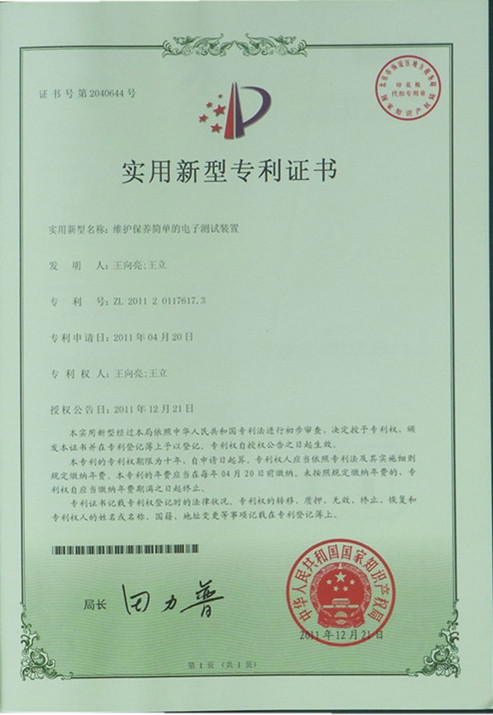 证书号第2040644号
印花税
代扣专用章
国家知识产权局
实用新型专利证书
实用新型名称：维护保养简单的电子测试装置
发明人：王向亮;王立
专利号：ZL 2011 2 0117617.3
专利申请日：2011年04月20日
专利权人：王向亮;王立
授权公告日：2011年12月21日
本实用新型经过本局依照中华人民共和国专利法进行初步审查，决定授予专利权，颁
发本证书并在专利登记簿上予以登记。专利权自授权公告之日起生效。
本专利的专利权期限为十年，自申请日起算。专利权人应当依照专利法及其实施细则
规定缴纳年费。本专利的年费应当在每年04月20日前缴纳。未按照规定缴纳年费的，专利
权自应当缴纳年费期满之日起终止。
专利证书记载专利权登记时的法律状况。专利权的转移、质押、无效、终止、恢复和
专利权人的姓名或名称、国籍、地址变更等事项记载在专利登记簿上。
局长 田力普
中华人民共和国国家知识产权局
2011年12月21日
第1页（共1页）